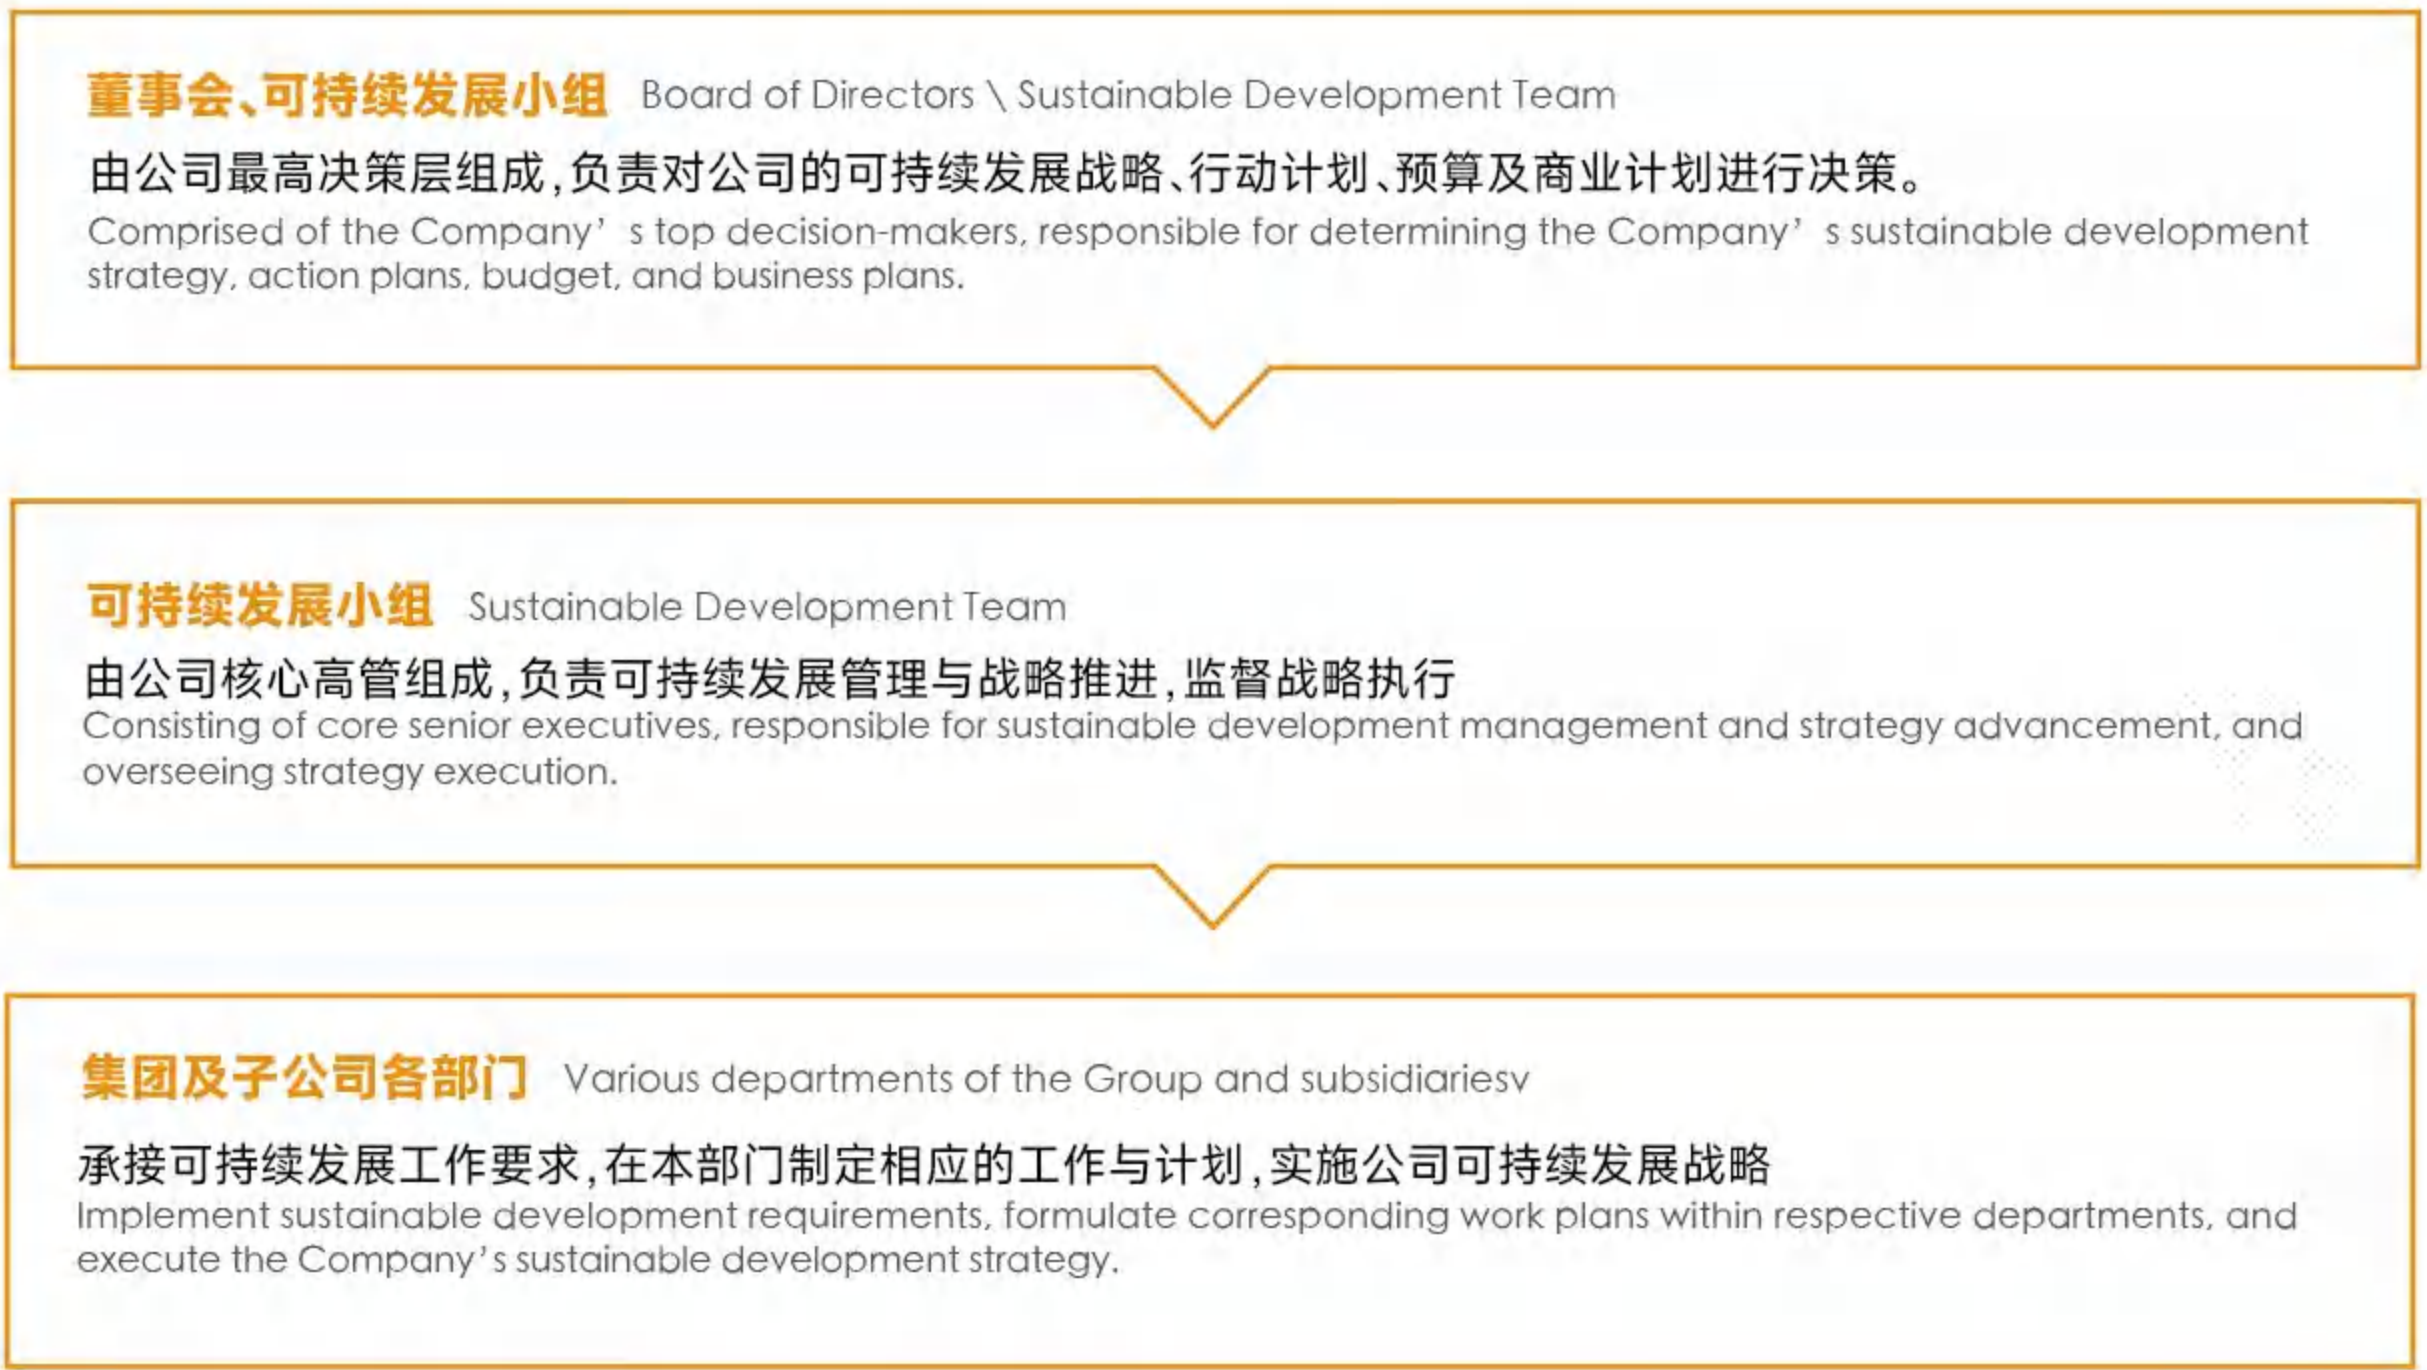 董事会、可持续发展小组 Board of Directors \ Sustainable Development Team
由公司最高决策层组成,负责对公司的可持续发展战略、行动计划、预算及商业计划进行决策。
Comprised of the Company’ s top decision-makers, responsible for determining the Company’ s sustainable development
strategy, action plans, budget, and business plans.
可持续发展小组 Sustainable Development Team
由公司核心高管组成,负责可持续发展管理与战略推进,监督战略执行
Consisting of core senior executives, responsible for sustainable development management and strategy advancement, and
overseeing strategy execution.
集团及子公司各部门 Various departments of the Group and subsidiariesv
承接可持续发展工作要求,在本部门制定相应的工作与计划,实施公司可持续发展战略
Implement sustainable development requirements, formulate corresponding work plans within respective departments, and
execute the Company’s sustainable development strategy.